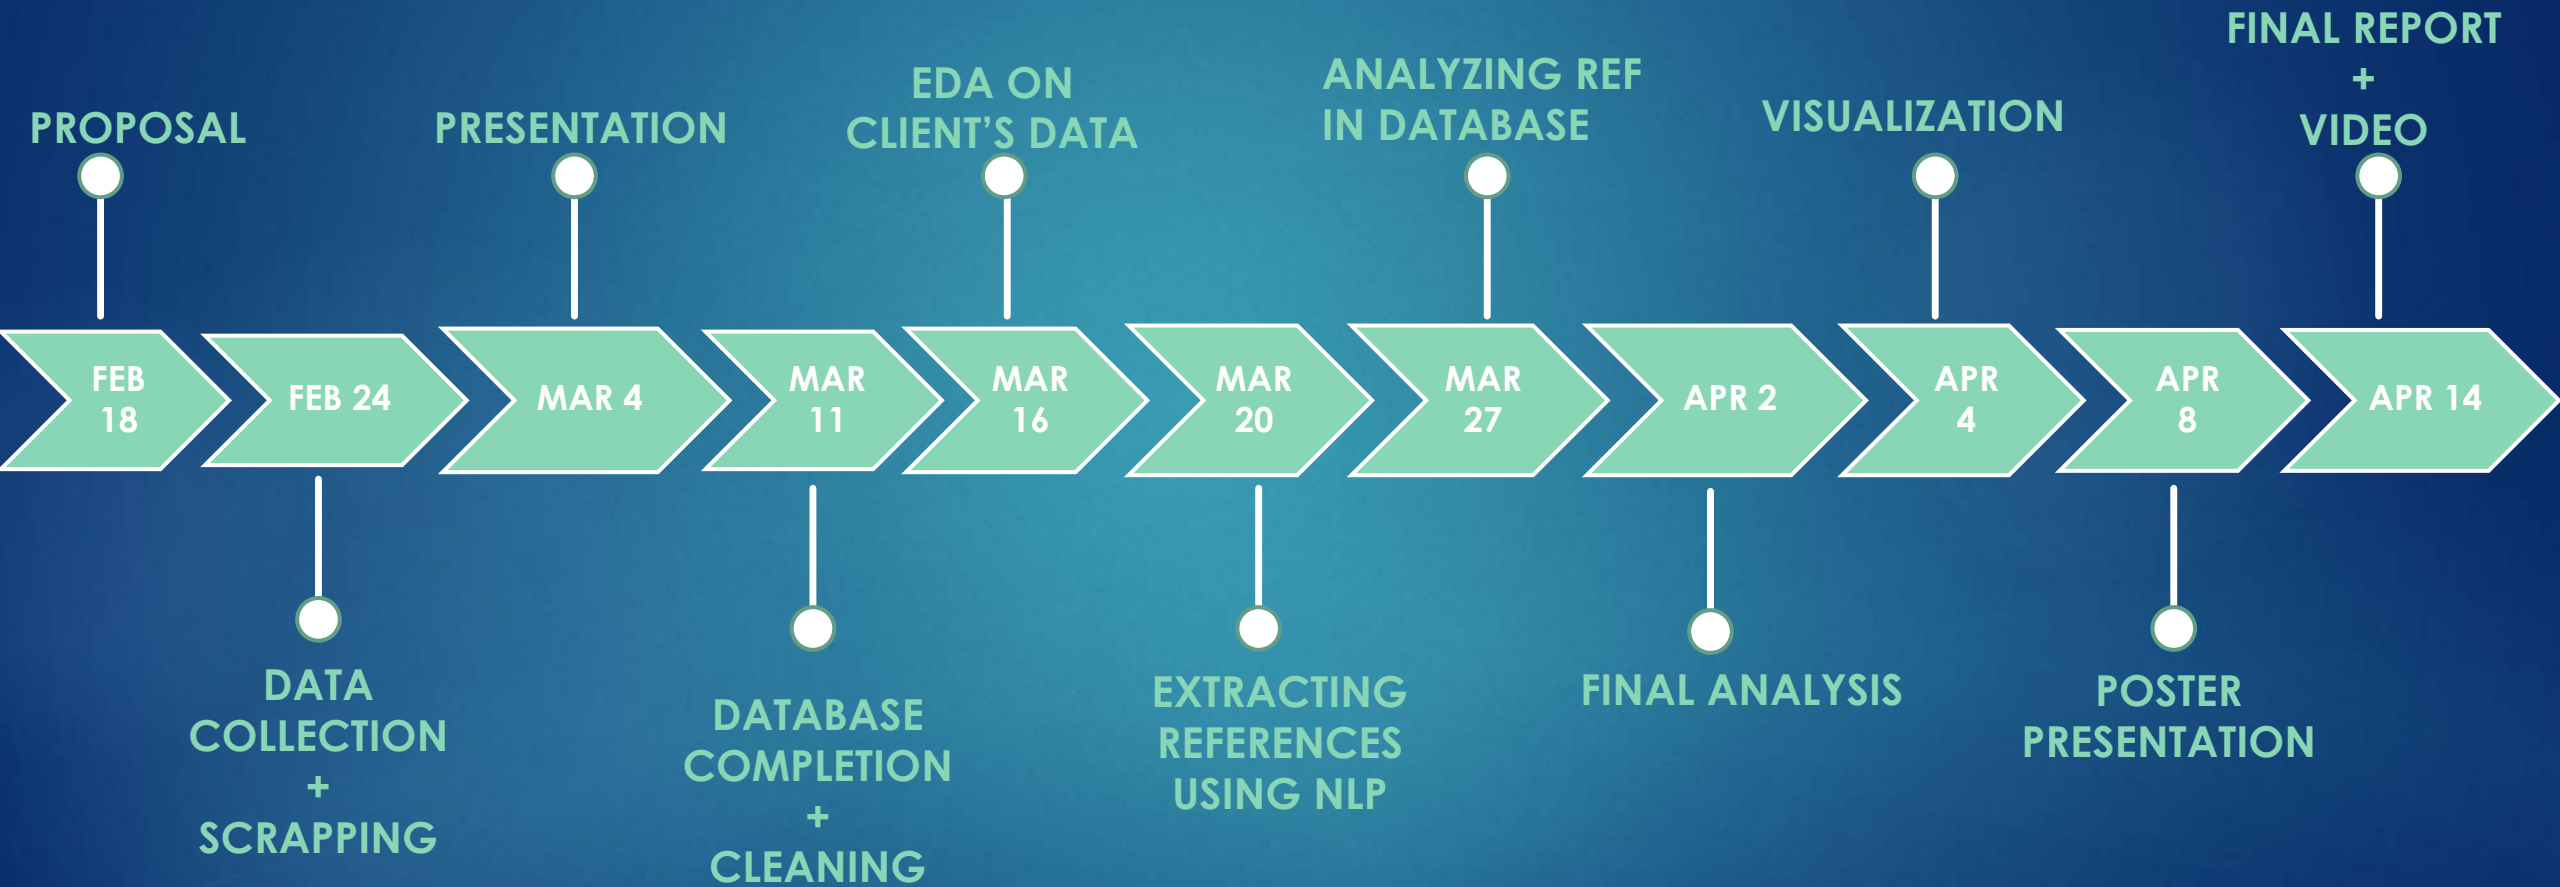 FINAL REPORT
+
VIDEO
EDA ON
CLIENT'S DATA
ANALYZING REF
IN DATABASE
PROPOSAL
PRESENTATION
VISUALIZATION
FEB
18
FEB 24
MAR 4
MAR
11
MAR
16
MAR
20
MAR
27
APR 2
APR
4
APR
8
APR 14
DATA
COLLECTION
+
SCRAPPING
DATABASE
COMPLETION
+
CLEANING
EXTRACTING
REFERENCES
USING NLP
FINAL ANALYSIS
POSTER
PRESENTATION